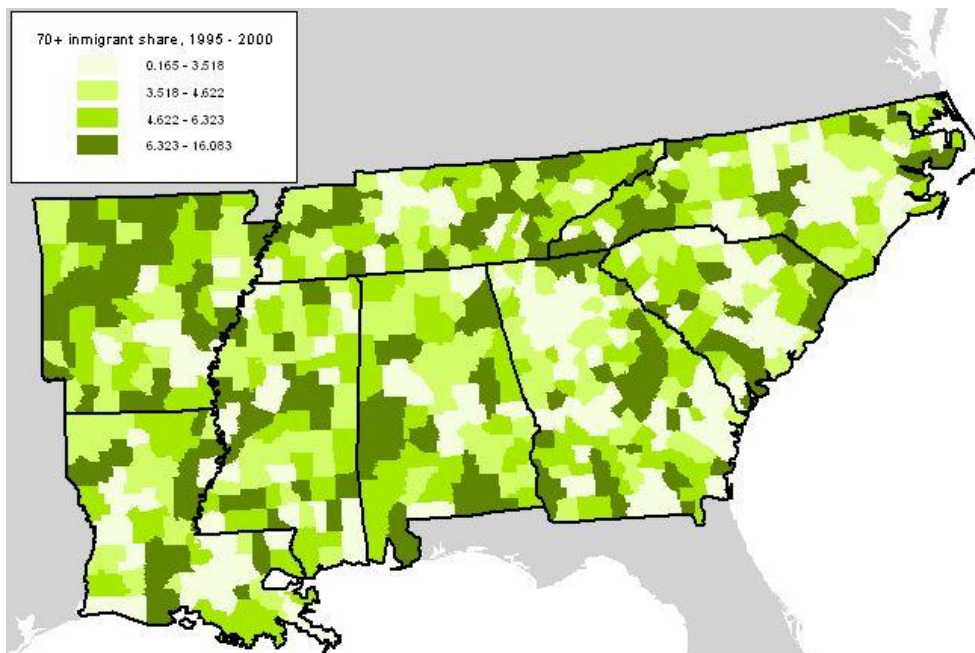 70+ inmigrant share, 1995 - 2000
0.165 - 3.518
3.518 - 4.622
4.622 - 6.323
6.323 - 16.083